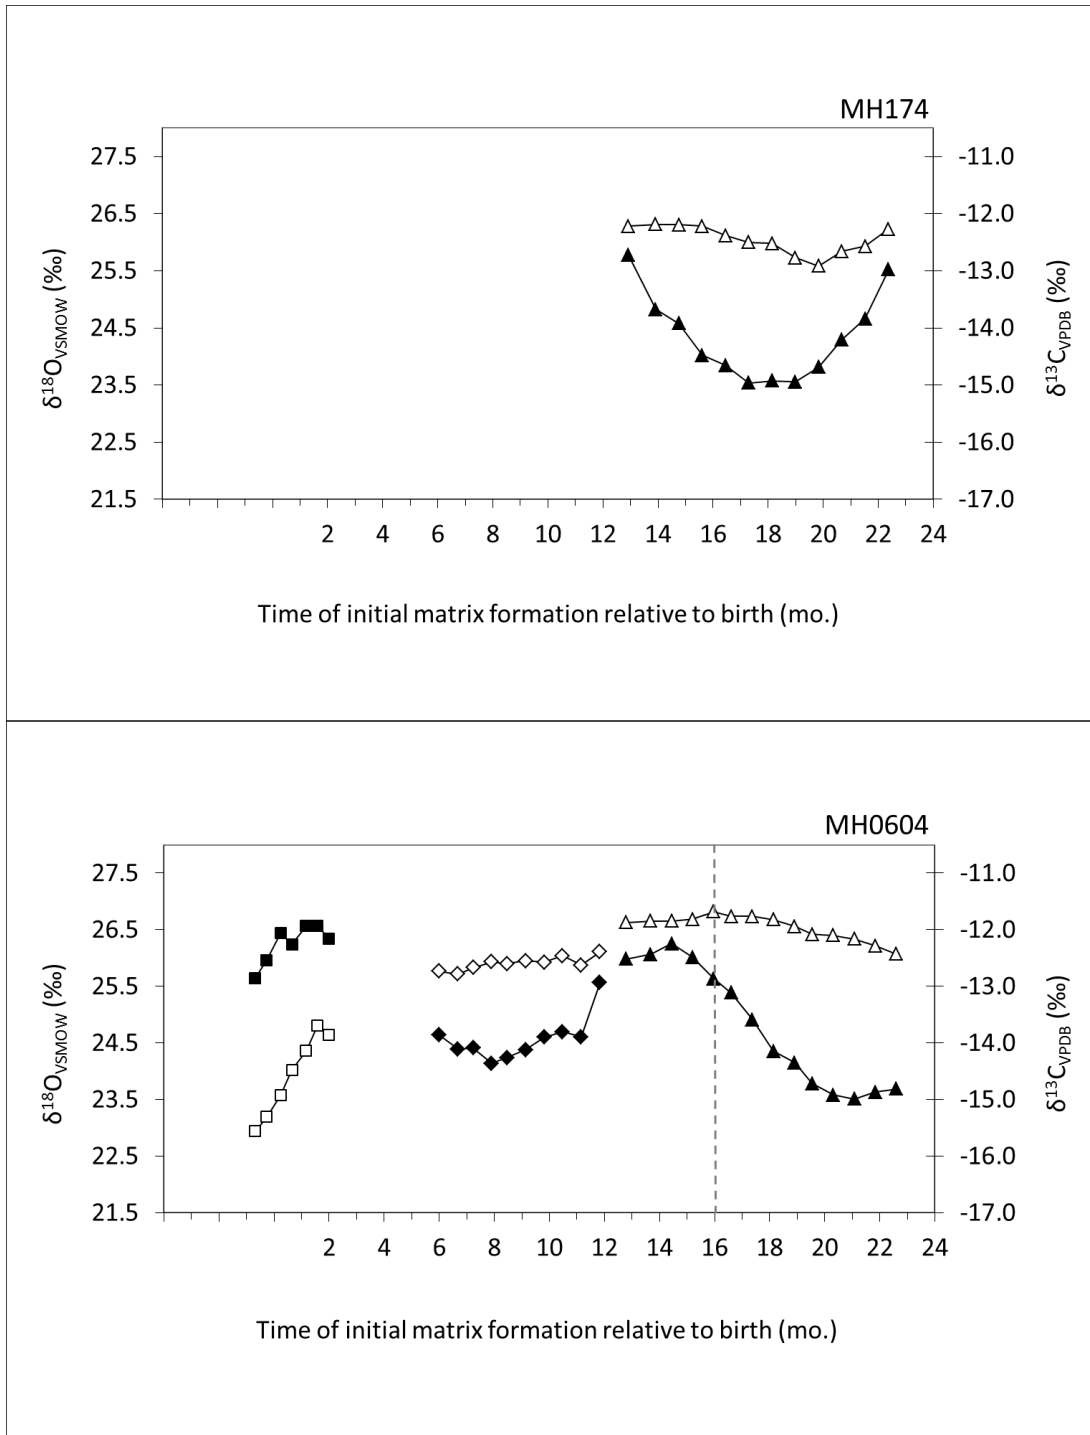 MH174
27.5 -11.0
26.5 -12.0
25.5 -13.0
24.5 -14.0
23.5 -15.0
22.5 -16.0
21.5 -17.0
δ18OVSMOW (‰)
δ13CVPDB (‰)
2 4 6 8 10 12 14 16 18 20 22 24
Time of initial matrix formation relative to birth (mo.)
MH0604
27.5 -11.0
26.5 -12.0
25.5 -13.0
24.5 -14.0
23.5 -15.0
22.5 -16.0
21.5 -17.0
δ18OVSMOW (‰)
δ13CVPDB (‰)
2 4 6 8 10 12 14 16 18 20 22 24
Time of initial matrix formation relative to birth (mo.)